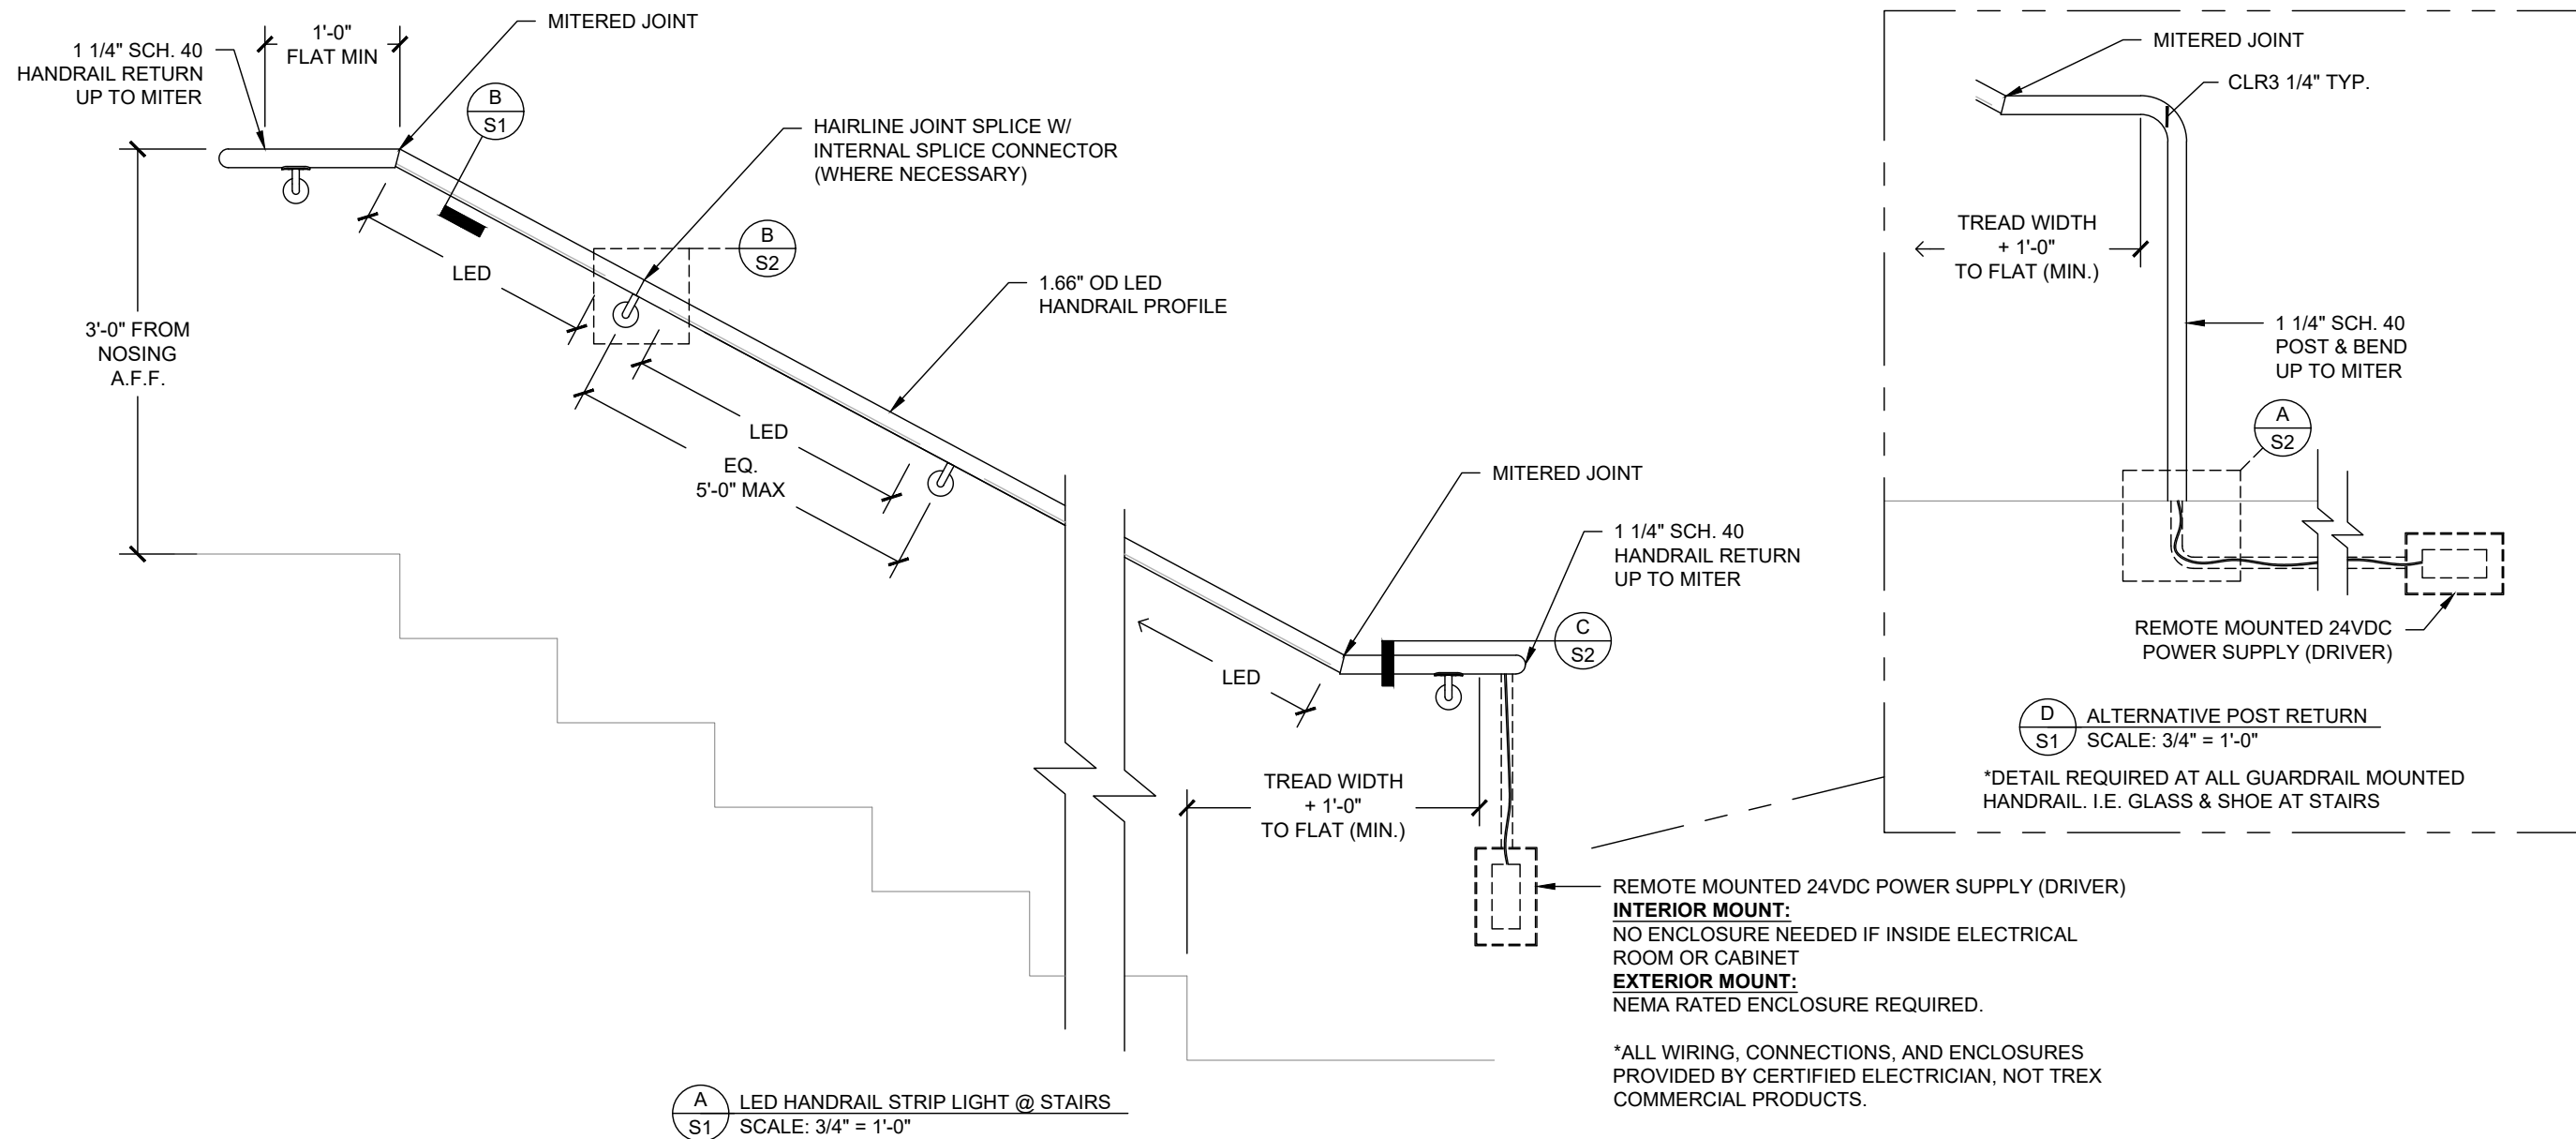 1 1/4" SCH. 40
HANDRAIL RETURN
UP TO MITER
1'-0"
FLAT MIN
MITERED JOINT
B
S1
HAIRLINE JOINT SPLICE W/
INTERNAL SPLICE CONNECTOR
(WHERE NECESSARY)
B
S2
LED
1.66" OD LED
HANDRAIL PROFILE
3'-0" FROM
NOSING
A.F.F.
LED
EQ.
5'-0" MAX
MITERED JOINT
1 1/4" SCH. 40
HANDRAIL RETURN
UP TO MITER
C
S2
LED
TREAD WIDTH
+ 1'-0"
TO FLAT (MIN.)
REMOTE MOUNTED 24VDC POWER SUPPLY (DRIVER)
INTERIOR MOUNT:
NO ENCLOSURE NEEDED IF INSIDE ELECTRICAL
ROOM OR CABINET
EXTERIOR MOUNT:
NEMA RATED ENCLOSURE REQUIRED.
*ALL WIRING, CONNECTIONS, AND ENCLOSURES
PROVIDED BY CERTIFIED ELECTRICIAN, NOT TREX
COMMERCIAL PRODUCTS.
A
S1
LED HANDRAIL STRIP LIGHT @ STAIRS
SCALE: 3/4" = 1'-0"
MITERED JOINT
CLR3 1/4" TYP.
TREAD WIDTH
+ 1'-0"
TO FLAT (MIN.)
1 1/4" SCH. 40
POST & BEND
UP TO MITER
A
S2
REMOTE MOUNTED 24VDC
POWER SUPPLY (DRIVER)
D
S1
ALTERNATIVE POST RETURN
SCALE: 3/4" = 1'-0"
*DETAIL REQUIRED AT ALL GUARDRAIL MOUNTED
HANDRAIL. I.E. GLASS & SHOE AT STAIRS